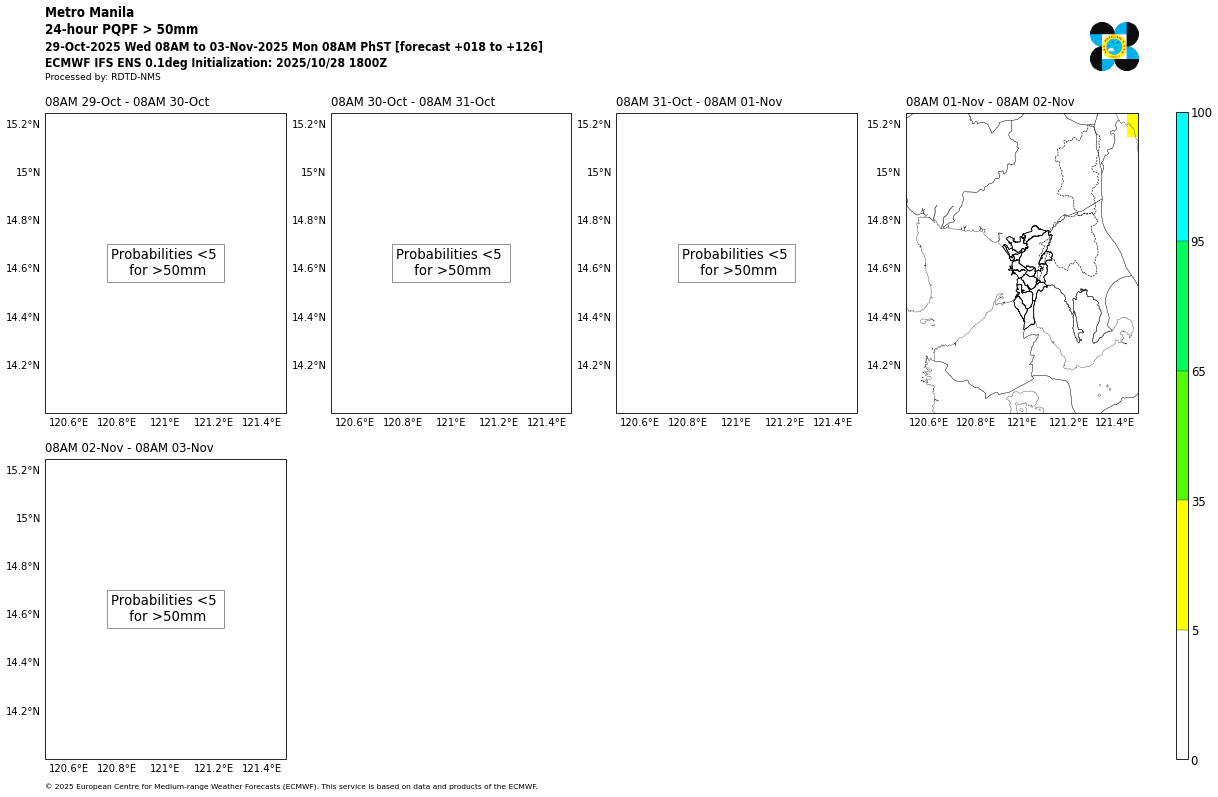 Metro Manila
24-hour PQPF > 50mm
29-Oct-2025 Wed 08AM to 03-Nov-2025 Mon 08AM PhST [forecast +018 to +126]
ECMWF IFS ENS 0.1deg Initialization: 2025/10/28 1800Z
Processed by: RDTD-NMS
08AM 29-Oct - 08AM 30-Oct
15.2°N
15°N
14.8°N
14.6°N
14.4°N
14.2°N
Probabilities <5
for >50mm
120.6°E 120.8°E 121°E 121.2°E 121.4°E
08AM 30-Oct - 08AM 31-Oct
15.2°N
15°N
14.8°N
14.6°N
14.4°N
14.2°N
Probabilities <5
for >50mm
120.6°E 120.8°E 121°E 121.2°E 121.4°E
08AM 31-Oct - 08AM 01-Nov
15.2°N
15°N
14.8°N
14.6°N
14.4°N
14.2°N
Probabilities <5
for >50mm
120.6°E 120.8°E 121°E 121.2°E 121.4°E
08AM 01-Nov - 08AM 02-Nov
15.2°N
15°N
14.8°N
14.6°N
14.4°N
14.2°N
120.6°E 120.8°E 121°E 121.2°E 121.4°E
100
95
65
35
5
0
08AM 02-Nov - 08AM 03-Nov
15.2°N
15°N
14.8°N
14.6°N
14.4°N
14.2°N
Probabilities <5
for >50mm
120.6°E 120.8°E 121°E 121.2°E 121.4°E
© 2025 European Centre for Medium-range Weather Forecasts (ECMWF). This service is based on data and products of the ECMWF.